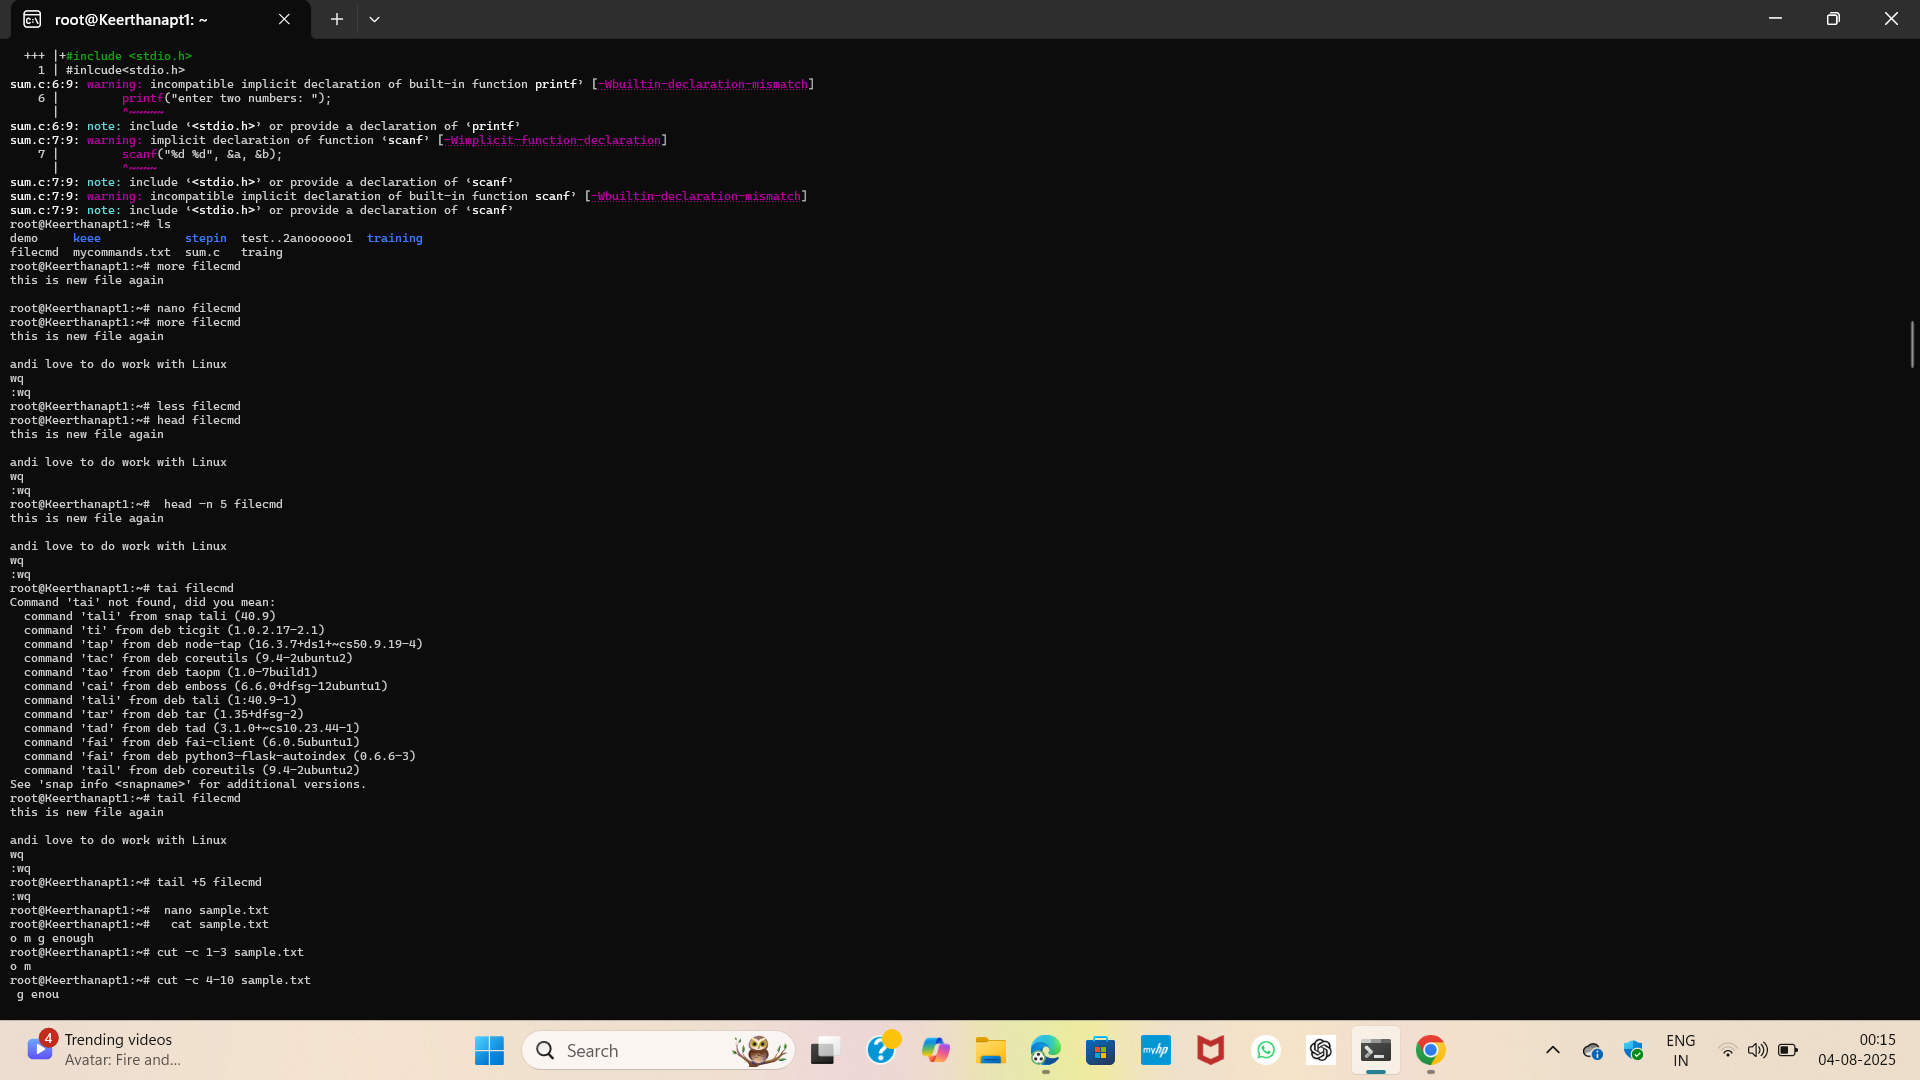 root@Keerthanapt1: ~
+++ |+#include <stdio.h>
1 | #inlcude<stdio.h>
sum.c:6:9: warning: incompatible implicit declaration of built-in function printf’ [-Wbuiltin-declaration-mismatch]
6 |         printf("enter two numbers: ");
|         ^~~~~~
sum.c:6:9: note: include ‘<stdio.h>’ or provide a declaration of ‘printf’
sum.c:7:9: warning: implicit declaration of function ‘scanf’ [-Wimplicit-function-declaration]
7 |         scanf("%d %d", &a, &b);
|         ^~~~~
sum.c:7:9: note: include ‘<stdio.h>’ or provide a declaration of ‘scanf’
sum.c:7:9: warning: incompatible implicit declaration of built-in function scanf’ [-Wbuiltin-declaration-mismatch]
sum.c:7:9: note: include ‘<stdio.h>’ or provide a declaration of ‘scanf’
root@Keerthanapt1:~# ls
demo     keee            stepin  test..2anoooooo1  training
filecmd  mycommands.txt  sum.c   traing
root@Keerthanapt1:~# more filecmd
this is new file again
root@Keerthanapt1:~# nano filecmd
root@Keerthanapt1:~# more filecmd
this is new file again
andi love to do work with Linux
wq
:wq
root@Keerthanapt1:~# less filecmd
root@Keerthanapt1:~# head filecmd
this is new file again
andi love to do work with Linux
wq
:wq
root@Keerthanapt1:~#  head -n 5 filecmd
this is new file again
andi love to do work with Linux
wq
:wq
root@Keerthanapt1:~# tai filecmd
Command 'tai' not found, did you mean:
command 'tali' from snap tali (40.9)
command 'ti' from deb ticgit (1.0.2.17-2.1)
command 'tap' from deb node-tap (16.3.7+ds1+~cs50.9.19-4)
command 'tac' from deb coreutils (9.4-2ubuntu2)
command 'tao' from deb taopm (1.0-7build1)
command 'cai' from deb emboss (6.6.0+dfsg-12ubuntu1)
command 'tali' from deb tali (1:40.9-1)
command 'tar' from deb tar (1.35+dfsg-2)
command 'tad' from deb tad (3.1.0+~cs10.23.44-1)
command 'fai' from deb fai-client (6.0.5ubuntu1)
command 'fai' from deb python3-flask-autoindex (0.6.6-3)
command 'tail' from deb coreutils (9.4-2ubuntu2)
See 'snap info <snapname>' for additional versions.
root@Keerthanapt1:~# tail filecmd
this is new file again
andi love to do work with Linux
wq
:wq
root@Keerthanapt1:~# tail +5 filecmd
:wq
root@Keerthanapt1:~#  nano sample.txt
root@Keerthanapt1:~#   cat sample.txt
o m g enough
root@Keerthanapt1:~# cut -c 1-3 sample.txt
o m
root@Keerthanapt1:~# cut -c 4-10 sample.txt
g enou
4
Trending videos
Avatar: Fire and...
Search
myhp
ENG
IN
00:15
04-08-2025